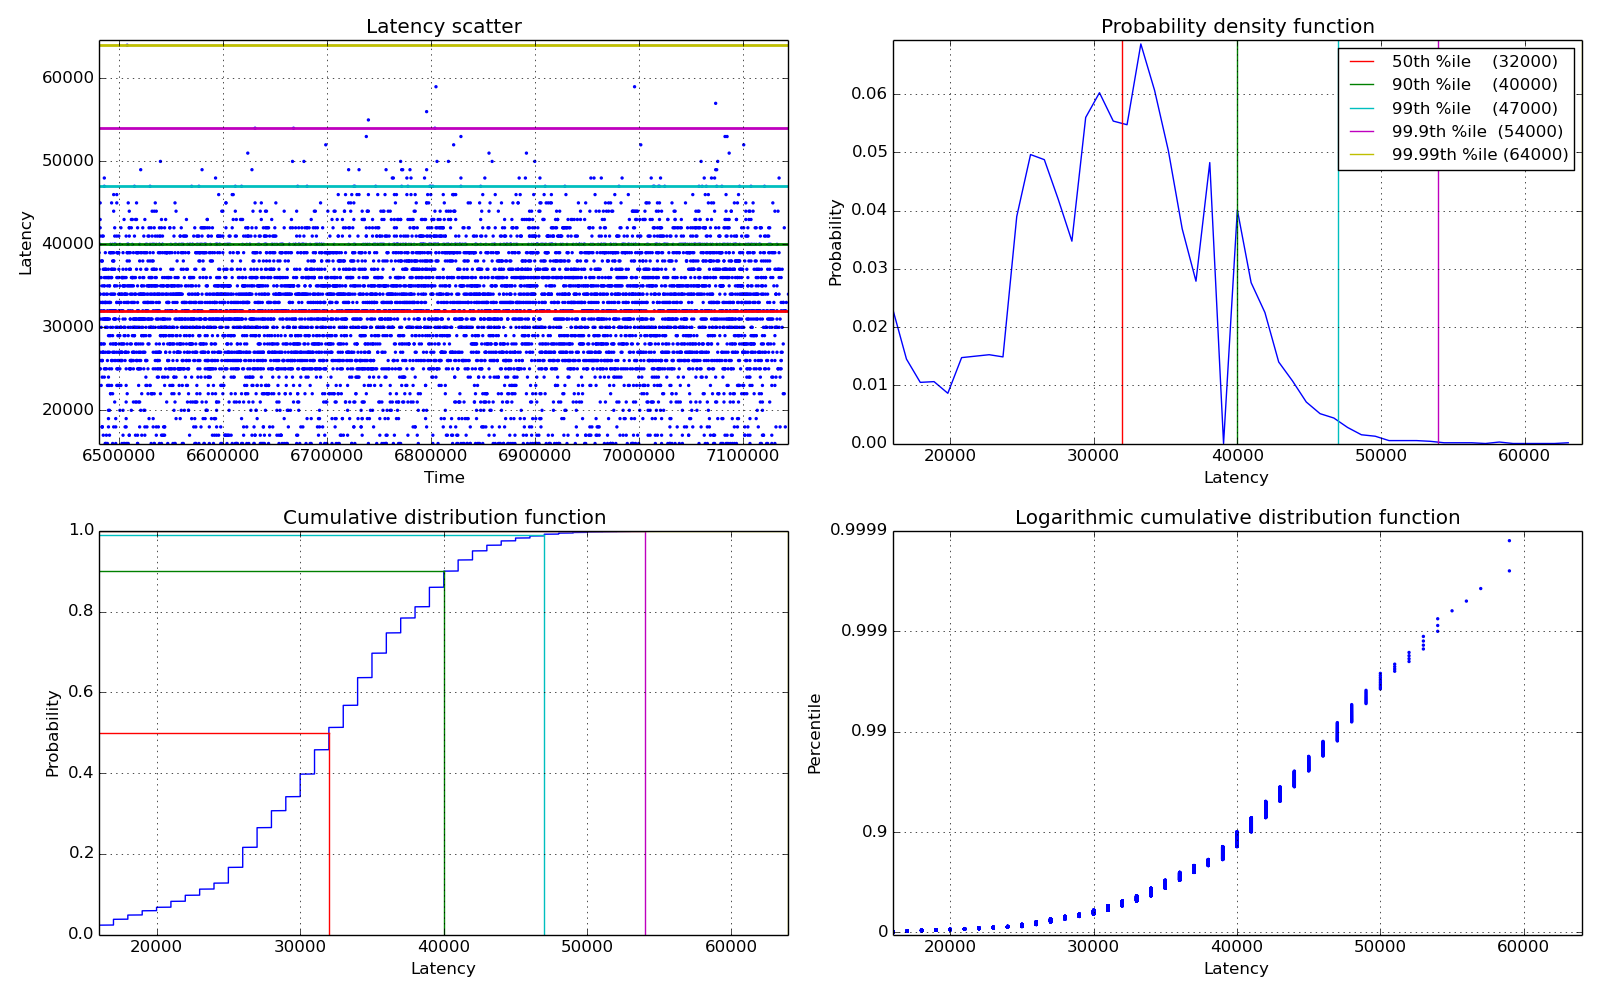 Latency scatter
60000
50000
40000
30000
20000
Latency
6500000 6600000 6700000 6800000 6900000 7000000 7100000
Time
Probability density function
50th %ile (32000)
90th %ile (40000)
99th %ile (47000)
99.9th %ile (54000)
99.99th %ile (64000)
0.06
0.05
0.04
0.03
0.02
0.01
0.00
Probability
20000 30000 40000 50000 60000
Latency
Cumulative distribution function
1.0
0.8
0.6
0.4
0.2
0.0
Probability
20000 30000 40000 50000 60000
Latency
Logarithmic cumulative distribution function
0.9999
0.999
0.99
0.9
0
Percentile
20000 30000 40000 50000 60000
Latency